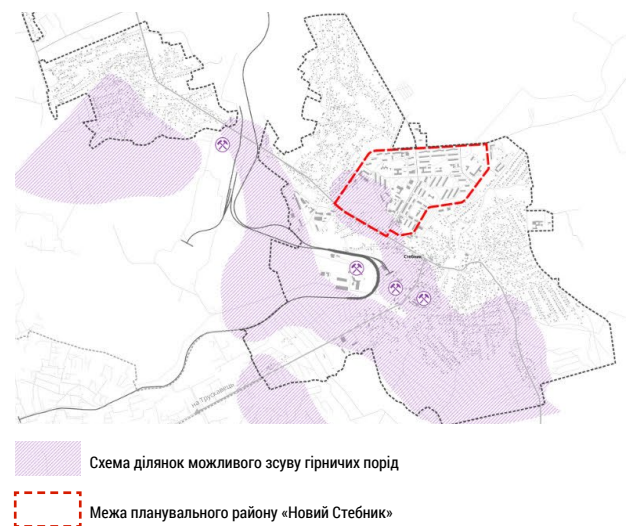 Стебник
на Трускавець
Схема ділянок можливого зсуву гірничих порід
Межа планувального району «Новий Стебник»